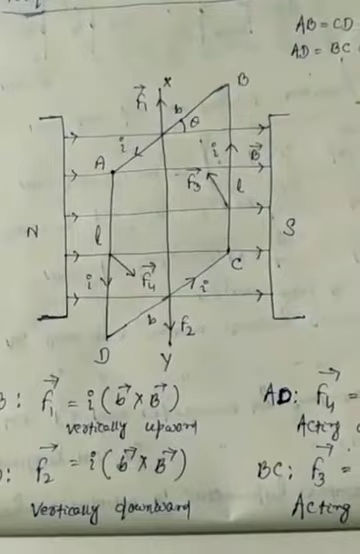 AB = CD
AD = BC
X
B
F₁
b
θ
i
A
i
B
F₃
l
N
S
l
i
F₄
C
i
b
F₂
D
Y
B : F₁ = i (b × B)
vertically upward
: F₂ = i (b × B)
vertically downward
AD: F₄ =
Acting
BC; F₃ =
Acting